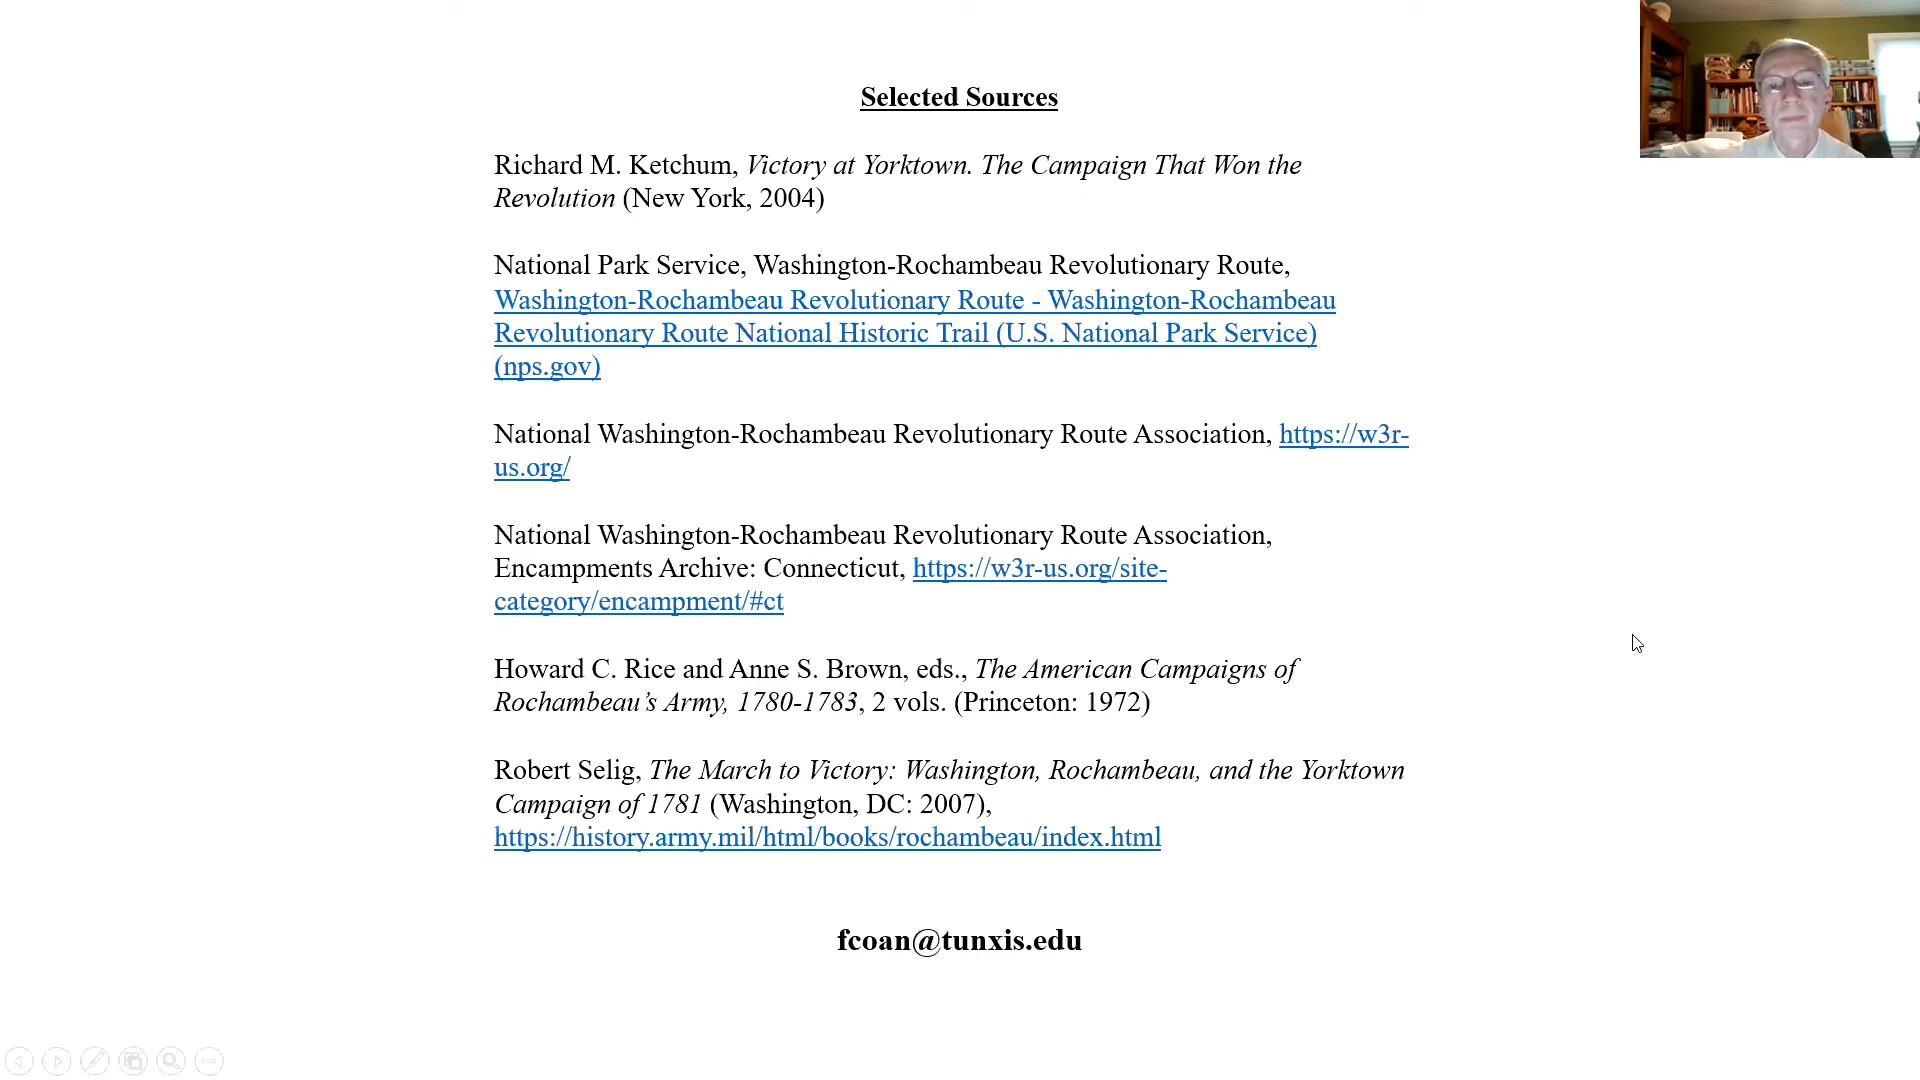 Selected Sources
Richard M. Ketchum, Victory at Yorktown. The Campaign That Won the
Revolution (New York, 2004)
National Park Service, Washington-Rochambeau Revolutionary Route,
Washington-Rochambeau Revolutionary Route - Washington-Rochambeau
Revolutionary Route National Historic Trail (U.S. National Park Service)
(nps.gov)
National Washington-Rochambeau Revolutionary Route Association, https://w3r-
us.org/
National Washington-Rochambeau Revolutionary Route Association,
Encampments Archive: Connecticut, https://w3r-us.org/site-
category/encampment/#ct
Howard C. Rice and Anne S. Brown, eds., The American Campaigns of
Rochambeau’s Army, 1780-1783, 2 vols. (Princeton: 1972)
Robert Selig, The March to Victory: Washington, Rochambeau, and the Yorktown
Campaign of 1781 (Washington, DC: 2007),
https://history.army.mil/html/books/rochambeau/index.html
fcoan@tunxis.edu